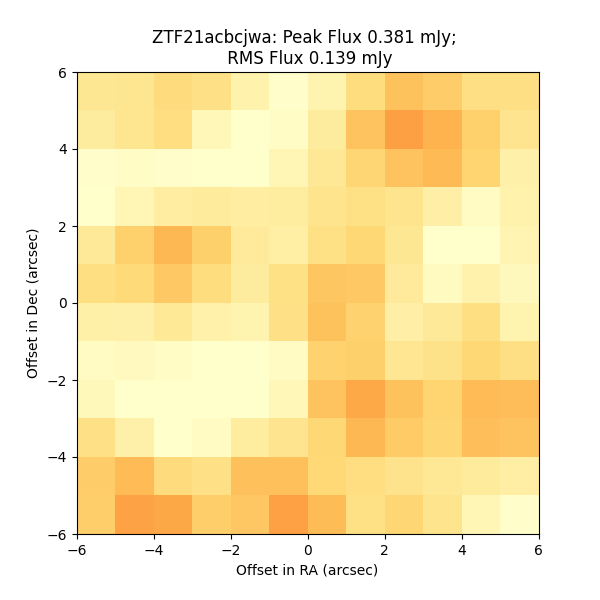 ZTF21acbcjwa: Peak Flux 0.381 mJy;
RMS Flux 0.139 mJy
6
4
2
0
−2
−4
−6
Offset in Dec (arcsec)
−6 −4 −2 0 2 4 6
Offset in RA (arcsec)